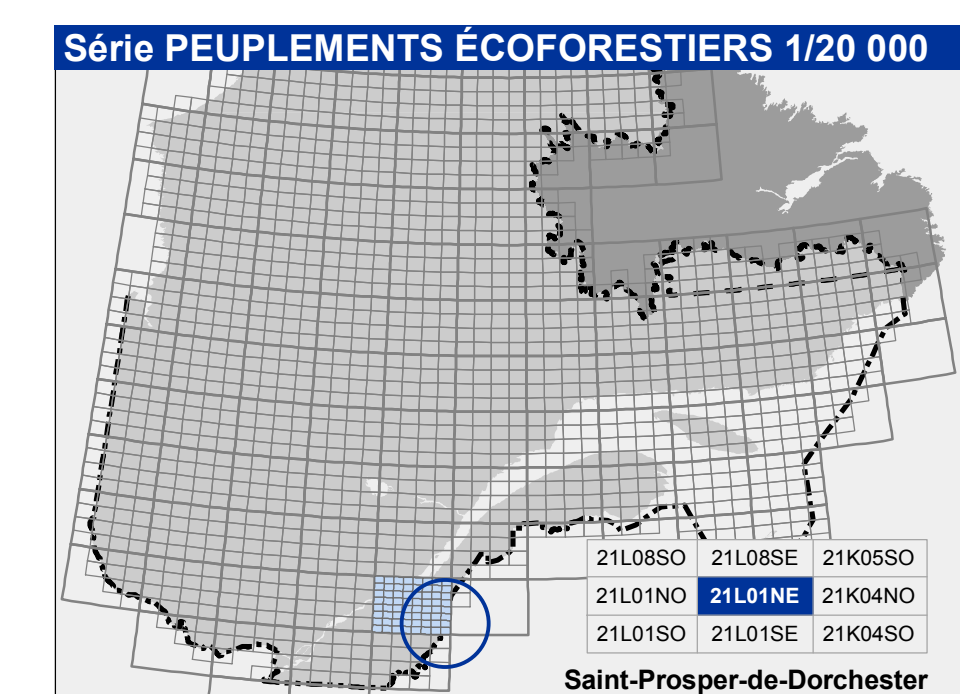 Série PEUPLEMENTS ÉCOFORESTIERS 1/20 000
21L08SO 21L08SE 21K05SO
21L01NO 21L01NE 21K04NO
21L01SO 21L01SE 21K04SO
Saint-Prosper-de-Dorchester